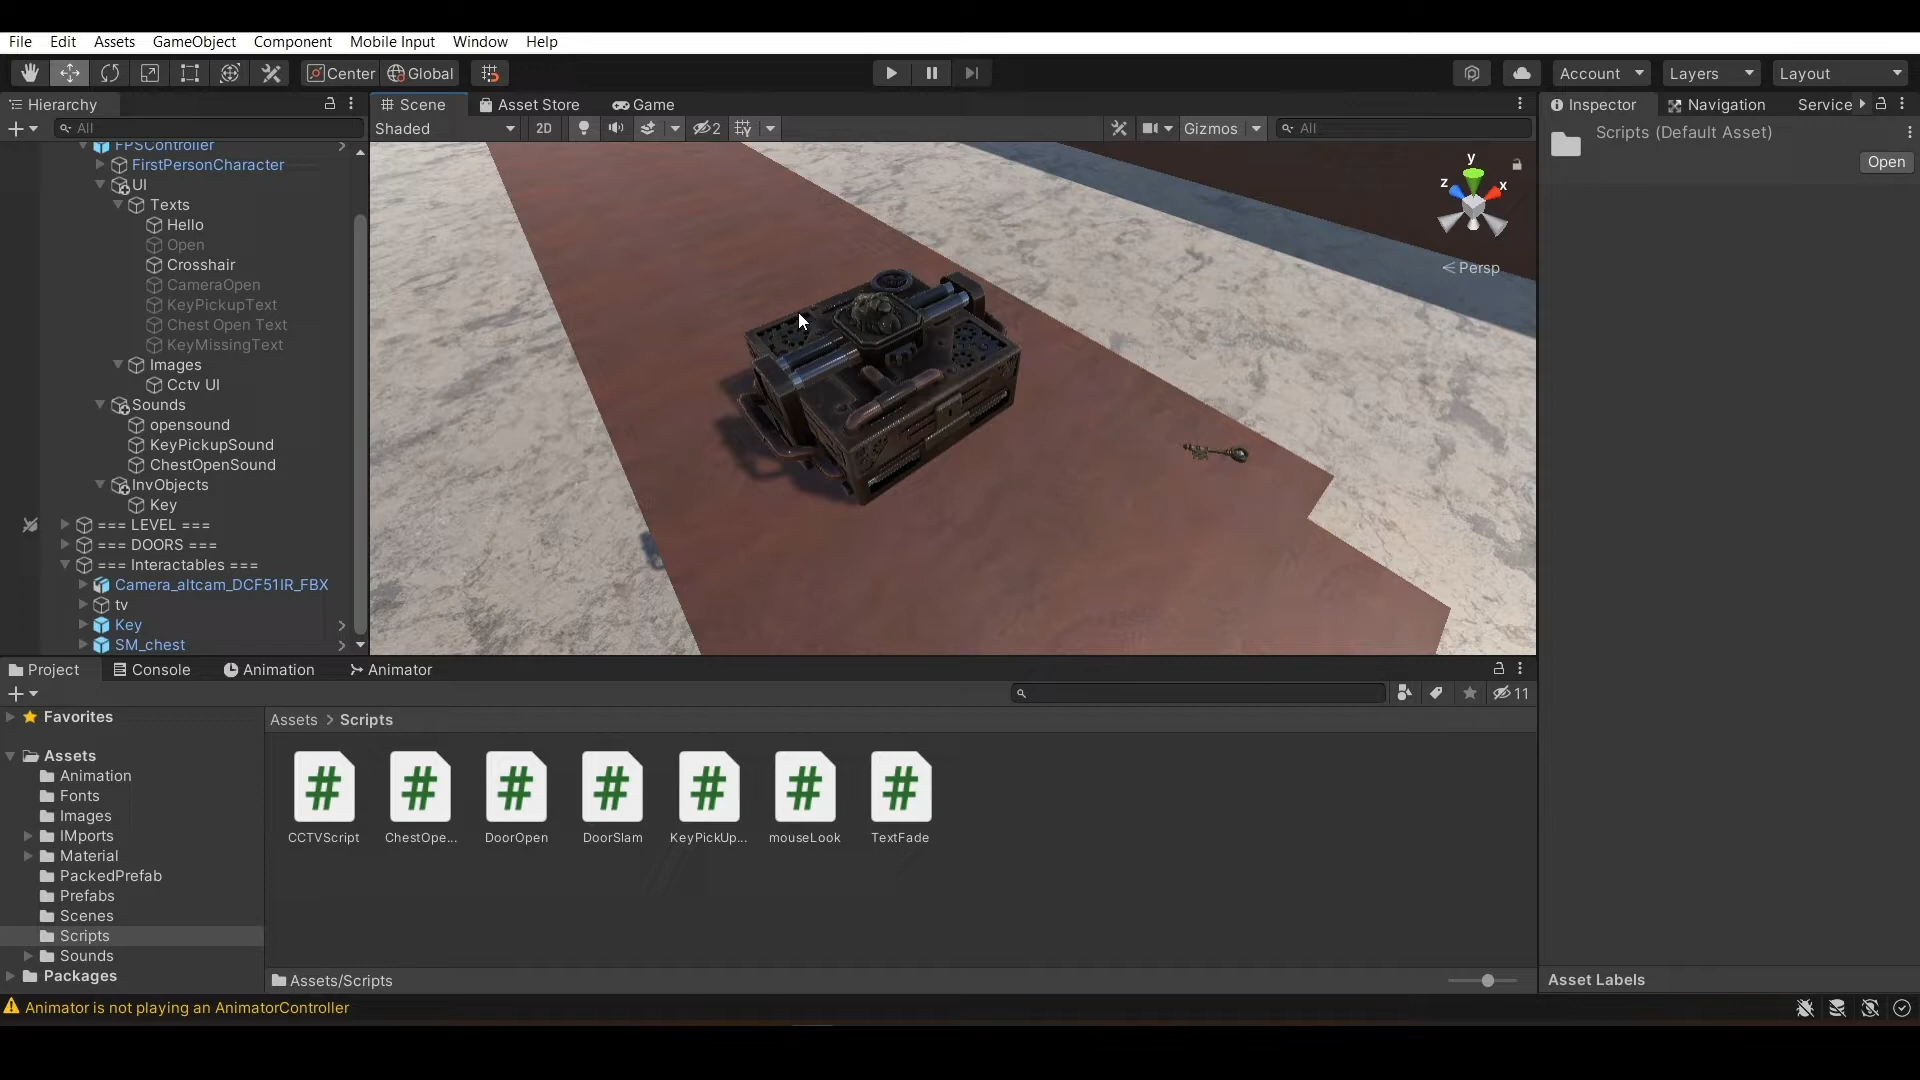 File Edit Assets GameObject Component Mobile Input Window Help
Center Global Account Layers Layout
Hierarchy
All
FPSController
FirstPersonCharacter
UI
Texts
Hello
Open
Crosshair
CameraOpen
KeyPickupText
Chest Open Text
KeyMissingText
Images
Cctv UI
Sounds
opensound
KeyPickupSound
ChestOpenSound
InvObjects
Key
=== LEVEL ===
=== DOORS ===
=== Interactables ===
Camera_altcam_DCF51IR_FBX
tv
Key
SM_chest
Scene Asset Store Game
Shaded 2D 2 Gizmos All
y
z x
Persp
Inspector Navigation Service
Scripts (Default Asset)
Open
Project Console Animation Animator
11
Favorites
Assets
Animation
Fonts
Images
IMports
Material
PackedPrefab
Prefabs
Scenes
Scripts
Sounds
Packages
Assets > Scripts
# # # # # # #
CCTVScript ChestOpe... DoorOpen DoorSlam KeyPickUp... mouseLook TextFade
Assets/Scripts
Asset Labels
Animator is not playing an AnimatorController